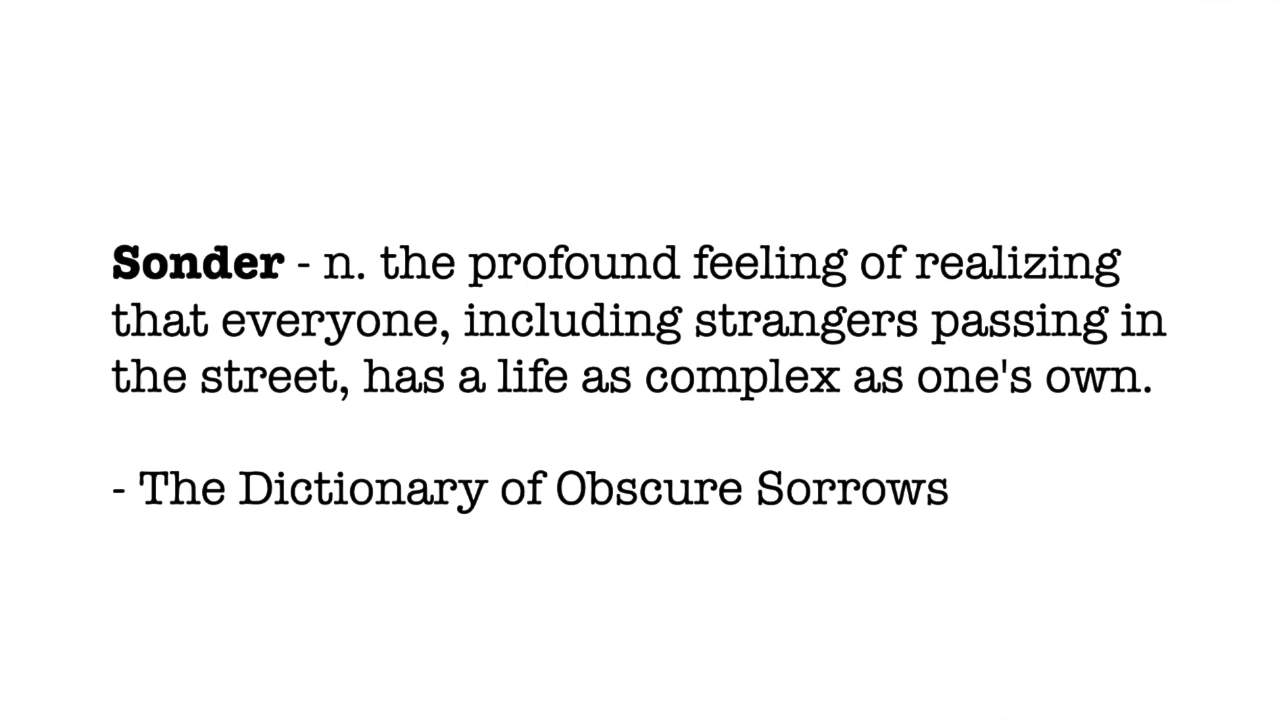 Sonder - n. the profound feeling of realizing
that everyone, including strangers passing in
the street, has a life as complex as one's own.
- The Dictionary of Obscure Sorrows